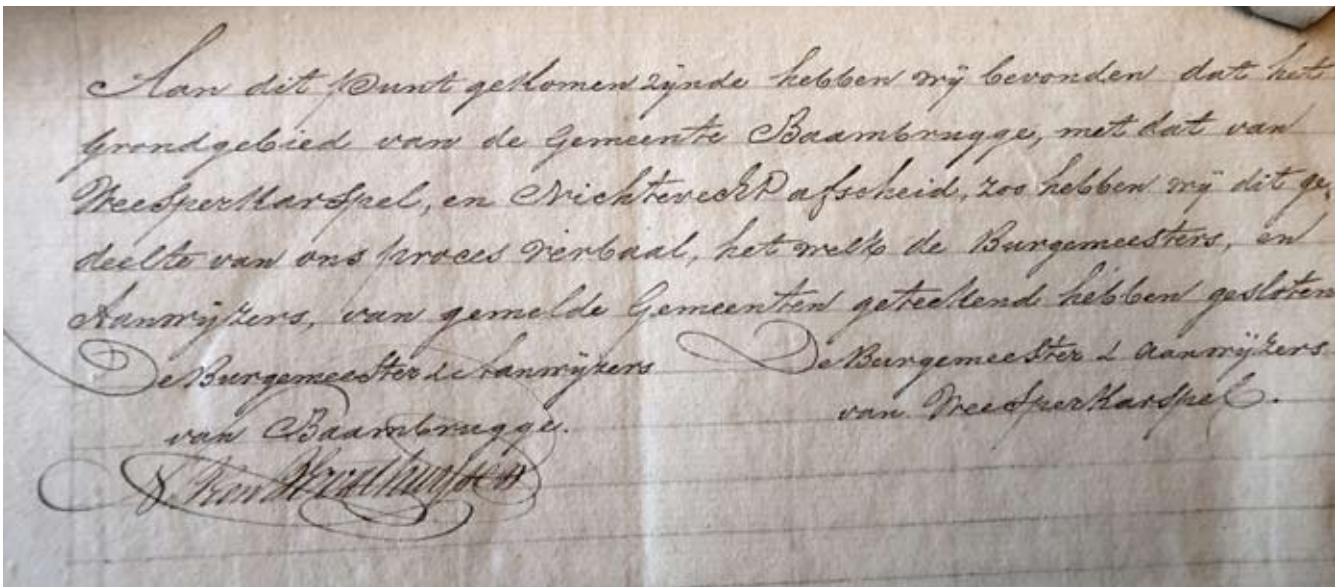 Aan dit punt gekomen zijnde hebben wij bevonden dat het
grondgebied van de Gemeente Baambrugge, met dat van
Weesperkarspel, en Nichtevecht afscheid, zoo hebben wij dit ge„
deelte van ons proces verbaal, het welk de Burgemeesters, en
Aanwijzers, van gemelde Gemeenten getekend hebben gesloten
De Burgemeester & de Aanwijzers
van Baambrugge.
De Burgemeester & Aanwijzers
van Weesperkarspel.